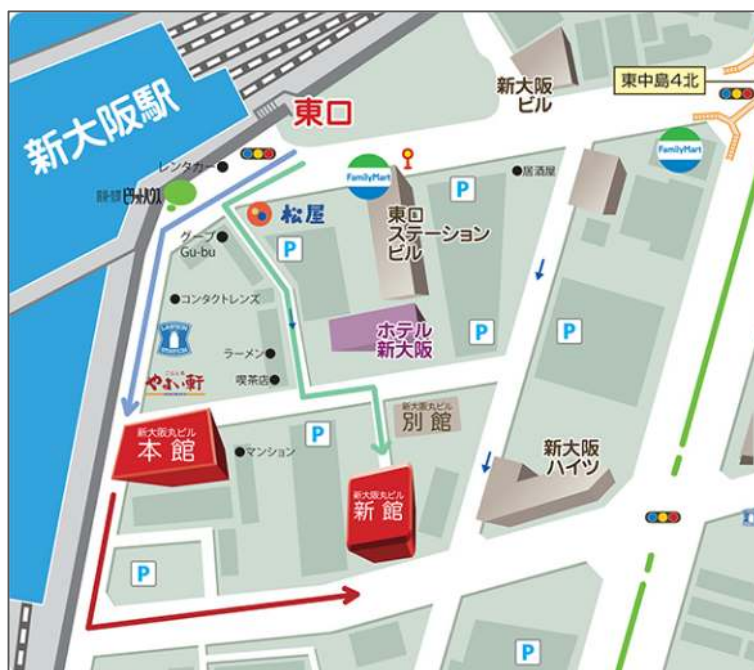 新大阪駅
東口
新大阪
ビル
東中島4北
レンタカー
FamilyMart
FamilyMart
P
居酒屋
松屋
グーブ
Gu-bu
P
東口
ステーション
ビル
コンタクトレンズ
LAWSON
STATION
ホテル
新大阪
P
P
ラーメン
喫茶店
やよい軒
新大阪丸ビル
別館
新大阪丸ビル
本館
P
マンション
新大阪
ハイツ
新大阪丸ビル
新館
P
P